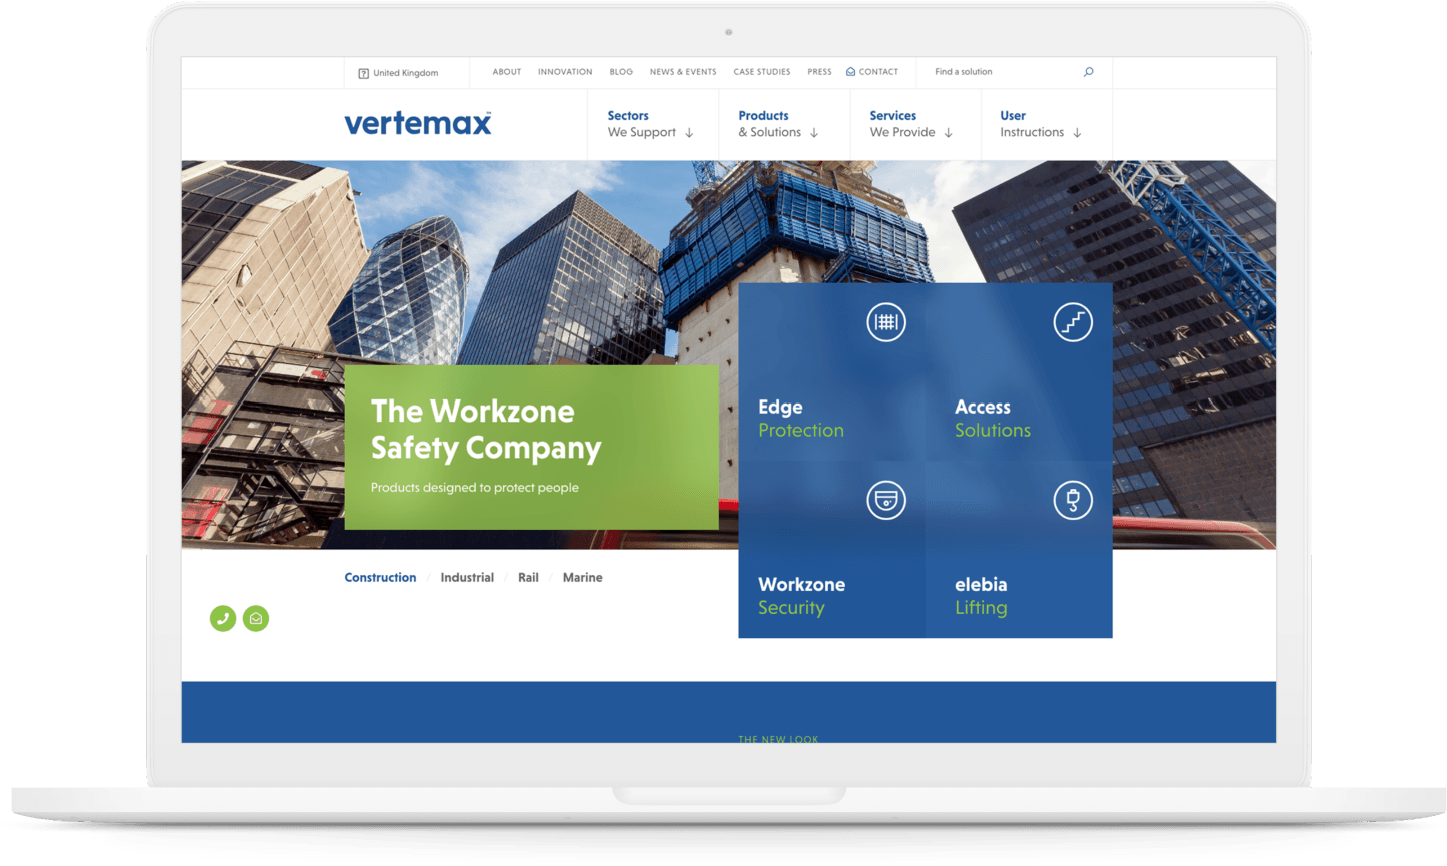 United Kingdom
ABOUT INNOVATION BLOG NEWS & EVENTS CASE STUDIES PRESS CONTACT
Find a solution
vertemax™
Sectors
We Support ↓
Products
& Solutions ↓
Services
We Provide ↓
User
Instructions ↓
The Workzone
Safety Company
Products designed to protect people
Edge
Protection
Access
Solutions
Workzone
Security
elebia
Lifting
Construction / Industrial / Rail / Marine
THE NEW LOOK